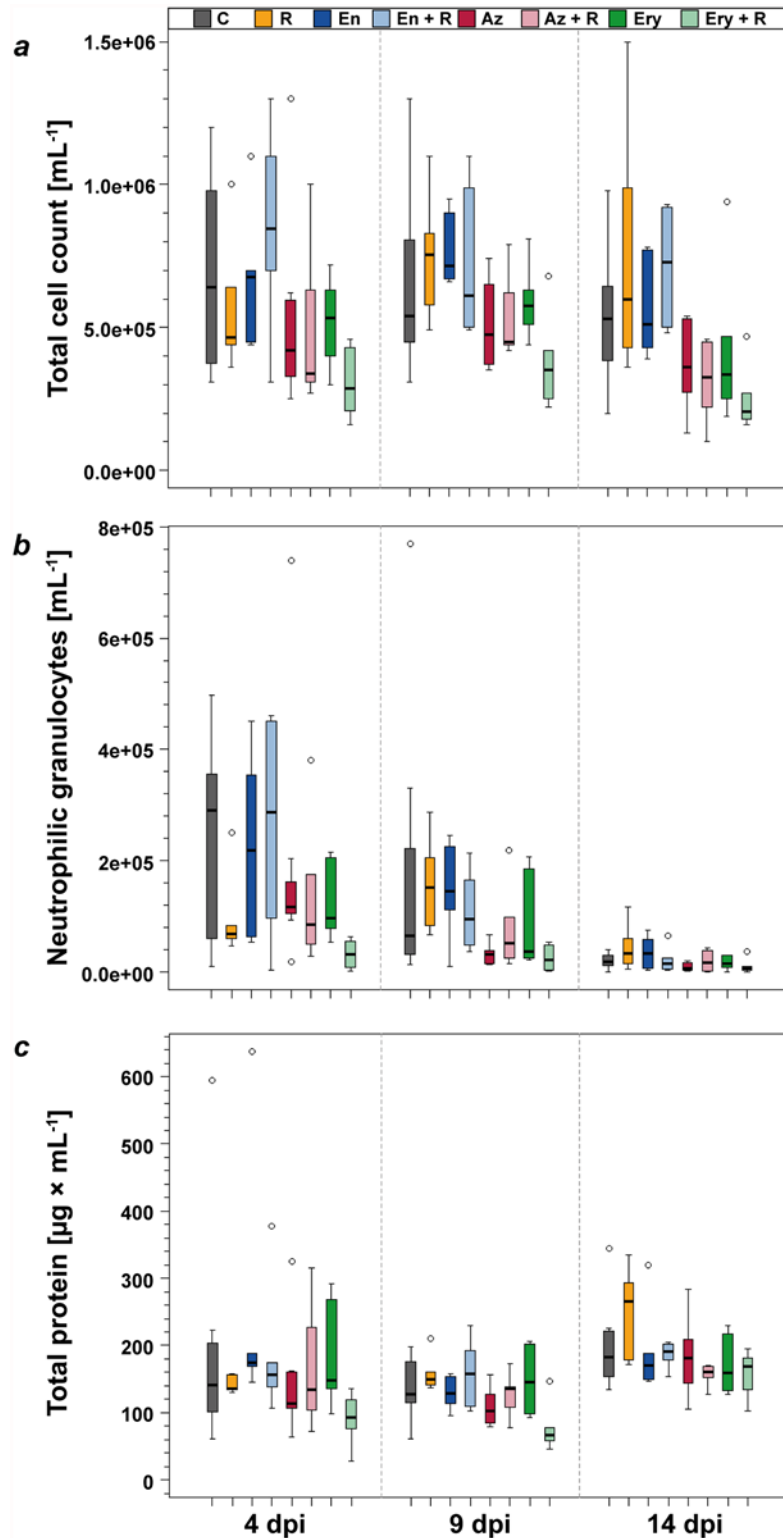 C R En En + R Az Az + R Ery Ery + R
a
Total cell count [mL⁻¹]
1.5e+06
1.0e+06
5.0e+05
0.0e+00
b
Neutrophilic granulocytes [mL⁻¹]
8e+05
6e+05
4e+05
2e+05
0.0e+00
c
Total protein [µg × mL⁻¹]
600
500
400
300
200
100
0
4 dpi 9 dpi 14 dpi